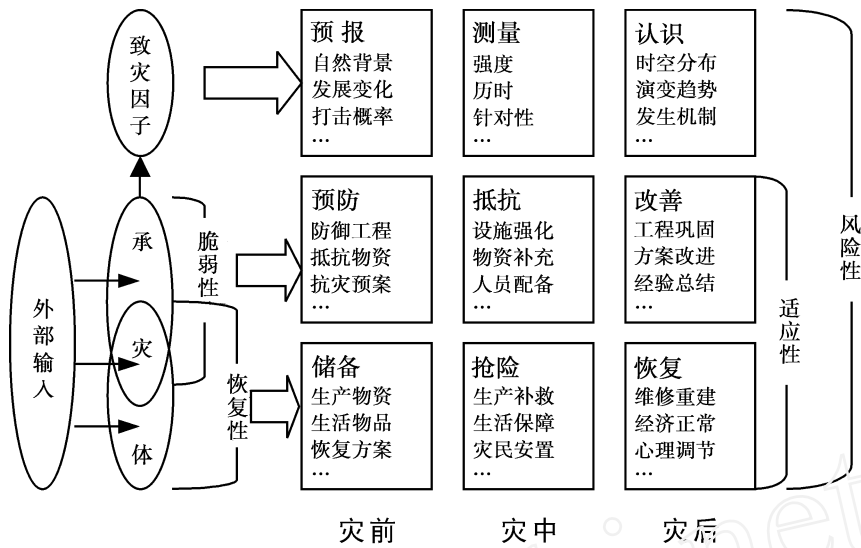 致灾因子
预报
自然背景
发展变化
打击概率
…
测量
强度
历时
针对性
…
认识
时空分布
演变趋势
发生机制
…
外部输入
承
灾
体
脆弱性
恢复性
预防
防御工程
抵抗物资
抗灾预案
…
抵抗
设施强化
物资补充
人员配备
…
改善
工程巩固
方案改进
经验总结
…
储备
生产物资
生活物品
恢复方案
…
抢险
生产补救
生活保障
灾民安置
…
恢复
维修重建
经济正常
心理调节
…
适应性
风险性
灾前
灾中
灾后